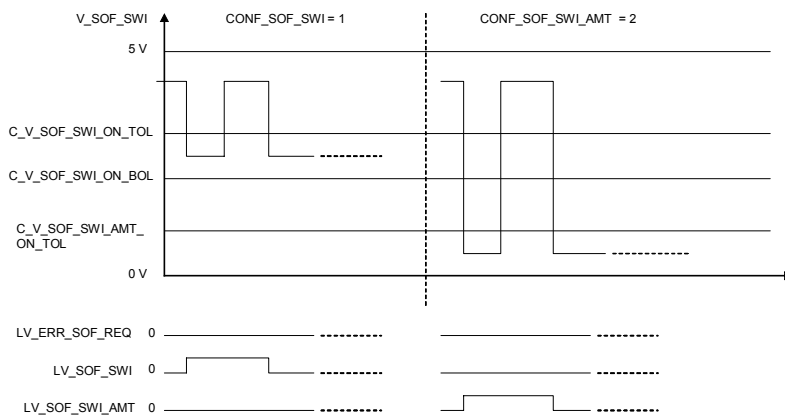 V_SOF_SWI
CONF_SOF_SWI = 1
CONF_SOF_SWI_AMT = 2
5 V
C_V_SOF_SWI_ON_TOL
C_V_SOF_SWI_ON_BOL
C_V_SOF_SWI_AMT_
ON_TOL
0 V
LV_ERR_SOF_REQ 0
LV_SOF_SWI 0
LV_SOF_SWI_AMT 0